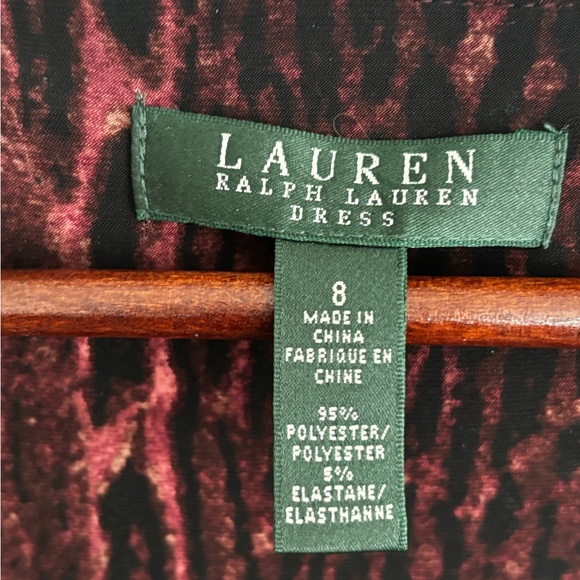 LAUREN
RALPH LAUREN
DRESS
8
MADE IN
CHINA
FABRIQUE EN
CHINE
95%
POLYESTER/
POLYESTER
5%
ELASTANE/
ELASTHANNE